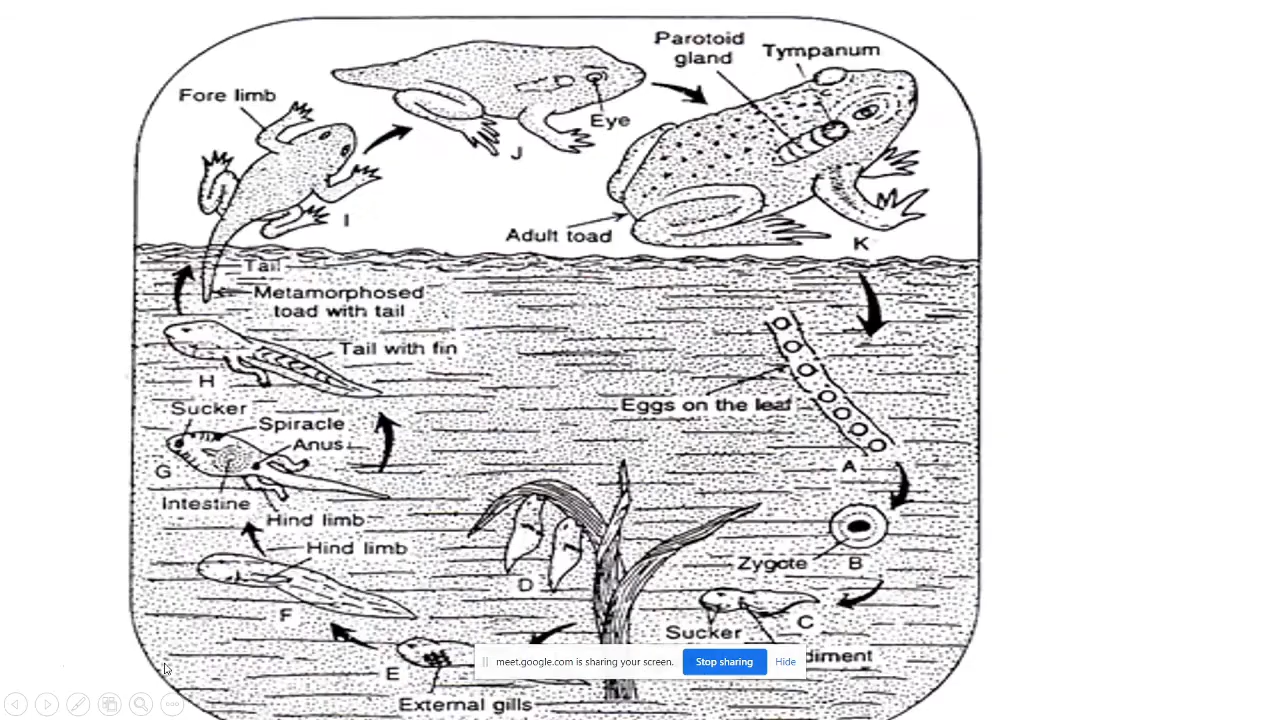 Parotoid
gland
Tympanum
Fore limb
Eye
J
I
Adult toad
K
Tail
Metamorphosed
toad with tail
Tail with fin
H
Eggs on the leaf
Sucker
Spiracle
Anus
G
A
Intestine
Hind limb
Hind limb
Zygote
B
D
F
C
Sucker
meet.google.com is sharing your screen.
Stop sharing
Hide
E
External gills